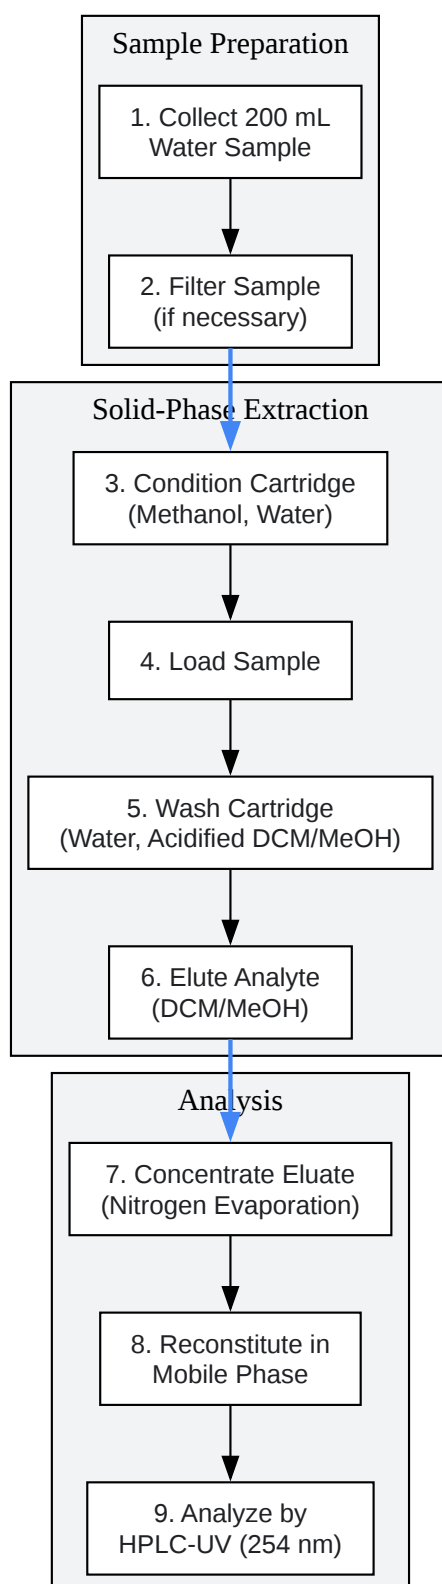 Sample Preparation
1. Collect 200 mL
Water Sample
2. Filter Sample
(if necessary)
Solid-Phase Extraction
3. Condition Cartridge
(Methanol, Water)
4. Load Sample
5. Wash Cartridge
(Water, Acidified DCM/MeOH)
6. Elute Analyte
(DCM/MeOH)
Analysis
7. Concentrate Eluate
(Nitrogen Evaporation)
8. Reconstitute in
Mobile Phase
9. Analyze by
HPLC-UV (254 nm)